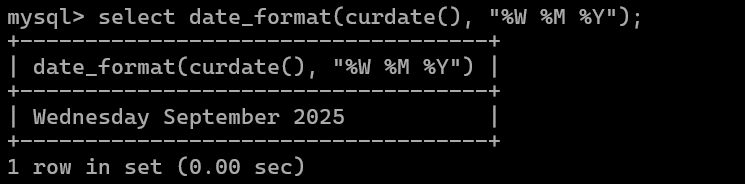 mysql> select date_format(curdate(), "%W %M %Y");
+------------------------------------+
| date_format(curdate(), "%W %M %Y") |
+------------------------------------+
| Wednesday September 2025           |
+------------------------------------+
1 row in set (0.00 sec)